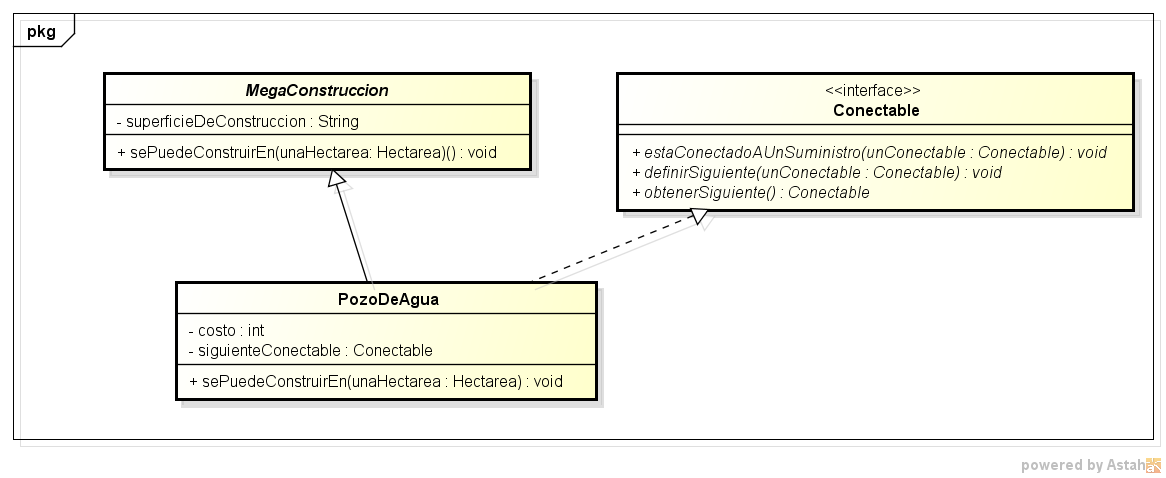 pkg
MegaConstruccion
- superficieDeConstruccion : String
+ sePuedeConstruirEn(unaHectarea: Hectarea)() : void
<<interface>>
Conectable
+ estaConectadoAUnSuministro(unConectable : Conectable) : void
+ definirSiguiente(unConectable : Conectable) : void
+ obtenerSiguiente() : Conectable
PozoDeAgua
- costo : int
- siguienteConectable : Conectable
+ sePuedeConstruirEn(unaHectarea : Hectarea) : void
powered by Astah